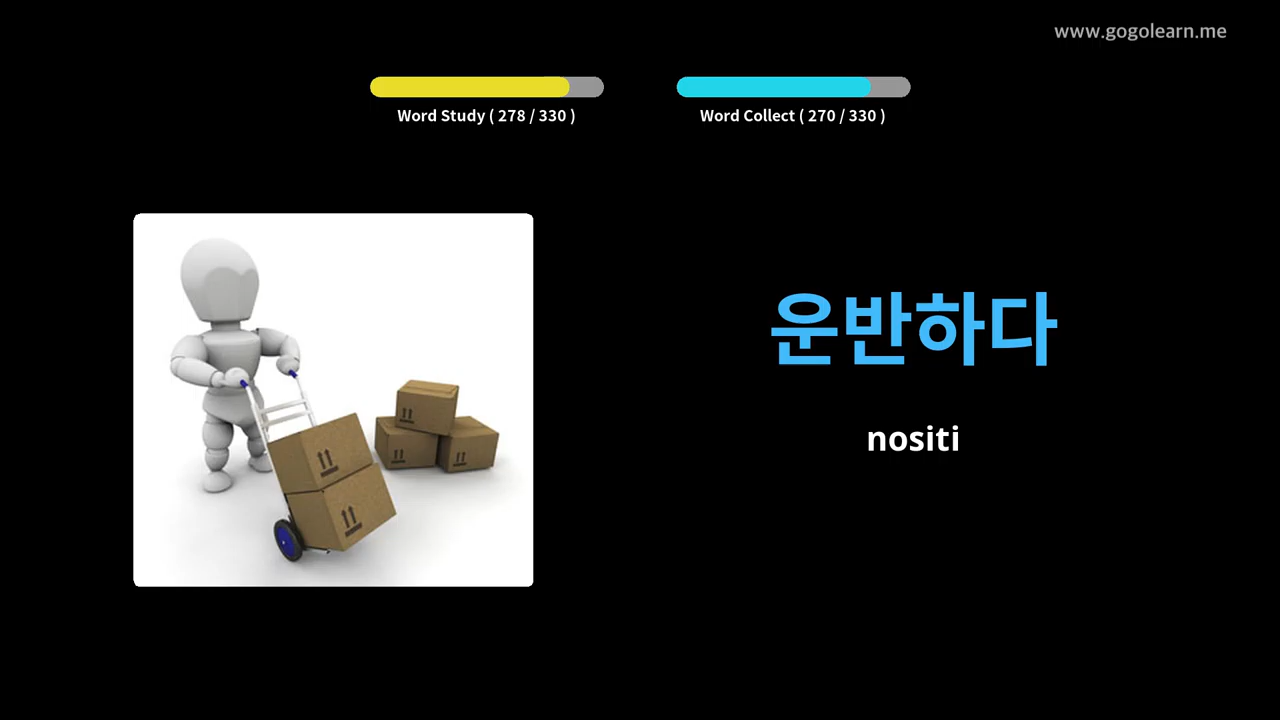 www.gogolearn.me
Word Study ( 278 / 330 )
Word Collect ( 270 / 330 )
운반하다
nositi